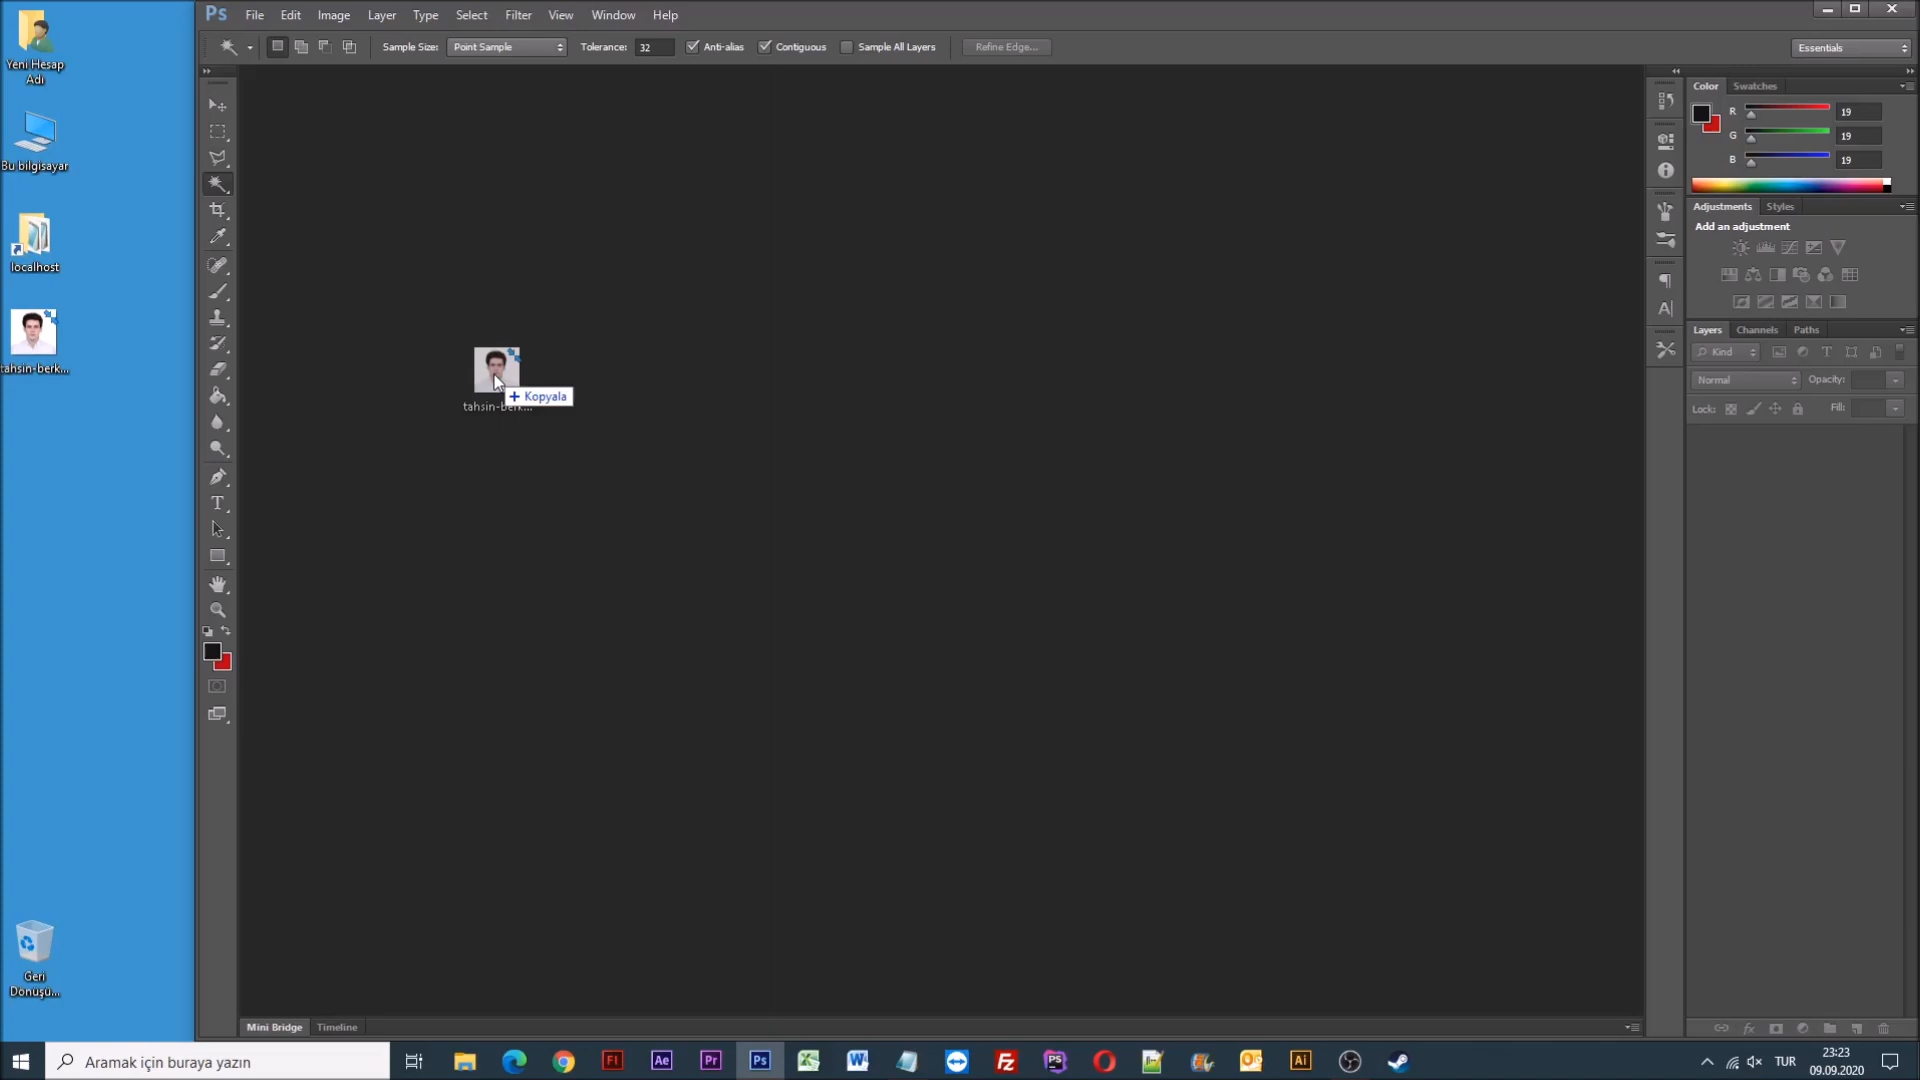 Yeni Hesap
Adı
Bu bilgisayar
localhost
tahsin-berk...
Geri
Dönüşü...
Ps
File Edit Image Layer Type Select Filter View Window Help
Sample Size: Point Sample Tolerance: 32 Anti-alias Contiguous Sample All Layers Refine Edge... Essentials
tahsin-berk...
+ Kopyala
Color Swatches
R 19
G 19
B 19
Adjustments Styles
Add an adjustment
Layers Channels Paths
Kind
Normal Opacity:
Lock: Fill:
Mini Bridge Timeline
Aramak için buraya yazın
Fl Ae Pr Ps Ai
TUR
23:23
09.09.2020